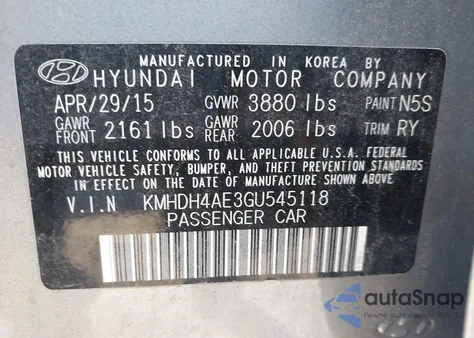 MANUFACTURED IN KOREA BY
HYUNDAI MOTOR COMPANY
APR/29/15 GVWR 3880 lbs PAINT N5S
GAWR FRONT 2161 lbs GAWR REAR 2006 lbs TRIM RY
THIS VEHICLE CONFORMS TO ALL APPLICABLE U.S.A. FEDERAL
MOTOR VEHICLE SAFETY, BUMPER, AND THEFT PREVENTION STANDARDS
IN EFFECT ON THE DATE OF MANUFACTURE SHOWN ABOVE.
V.I.N KMHDH4AE3GU545118
PASSENGER CAR
autoSnap